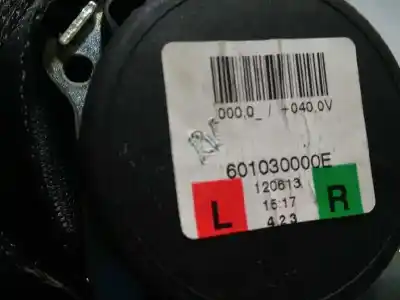 000.0_ / +040.0V
601030000E
L
120613
15:17
4.2.3
R